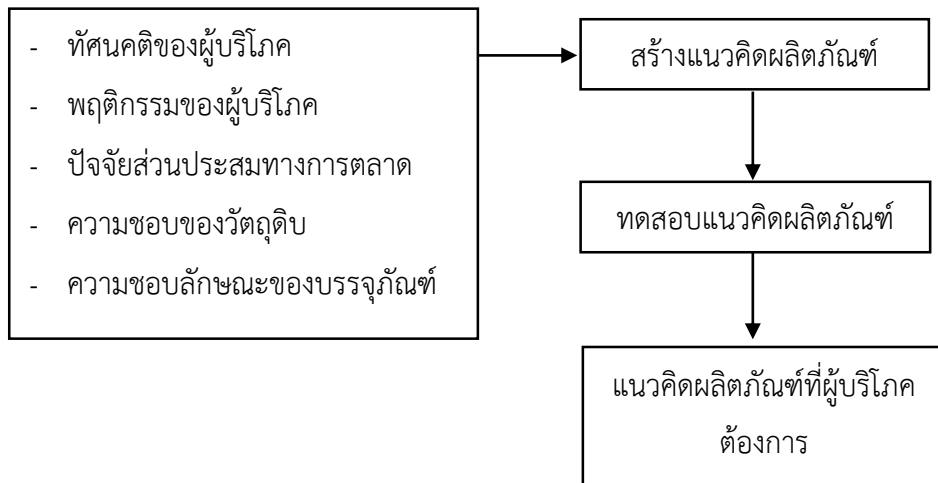 - ทัศนคติของผู้บริโภค
- พฤติกรรมของผู้บริโภค
- ปัจจัยส่วนประสมทางการตลาด
- ความชอบของวัตถุดิบ
- ความชอบลักษณะของบรรจุภัณฑ์
สร้างแนวคิดผลิตภัณฑ์
ทดสอบแนวคิดผลิตภัณฑ์
แนวคิดผลิตภัณฑ์ที่ผู้บริโภค
ต้องการ